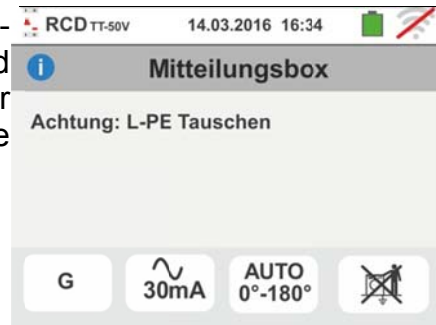 -
RCD TT-50V 14.03.2016 16:34
d
i Mitteilungsbox
r
Achtung: L-PE Tauschen
e
G
30mA
AUTO
0°-180°